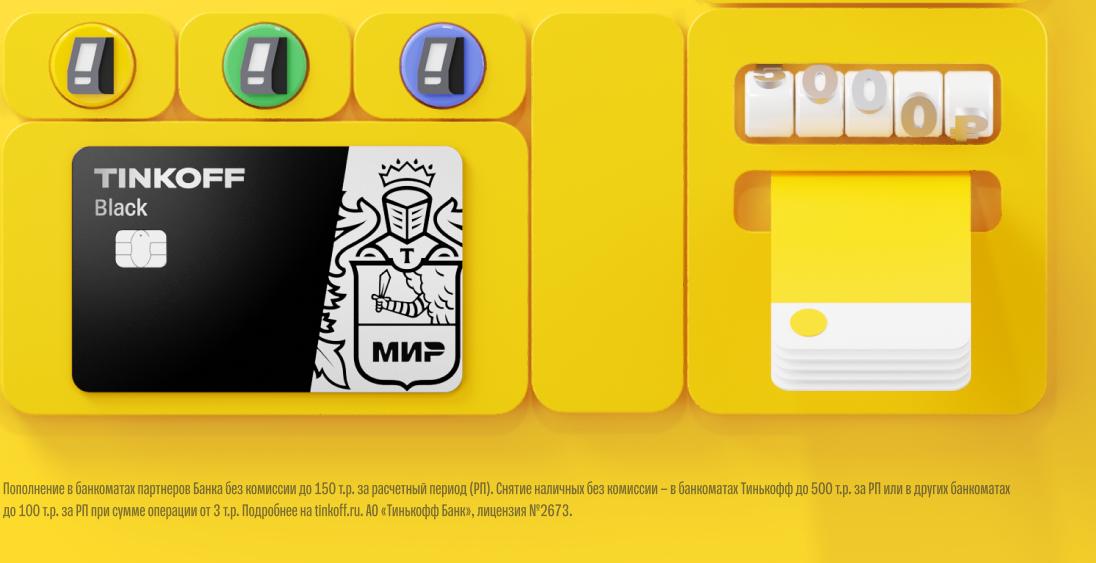 5000₽
TINKOFF
Black
T
МИР
Пополнение в банкоматах партнеров Банка без комиссии до 150 т.р. за расчетный период (РП). Снятие наличных без комиссии – в банкоматах Тинькофф до 500 т.р. за РП или в других банкоматах
до 100 т.р. за РП при сумме операции от 3 т.р. Подробнее на tinkoff.ru. АО «Тинькофф Банк», лицензия №2673.